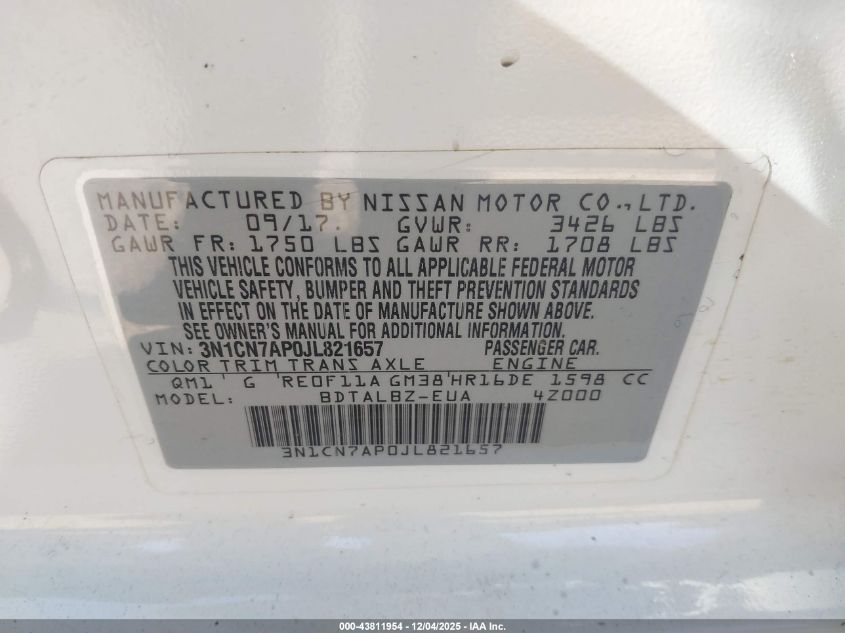 MANUFACTURED BY NISSAN MOTOR CO., LTD.
DATE: 09/17. GVWR: 3426 LBS
GAWR FR: 1750 LBS GAWR RR: 1708 LBS
THIS VEHICLE CONFORMS TO ALL APPLICABLE FEDERAL MOTOR
VEHICLE SAFETY, BUMPER AND THEFT PREVENTION STANDARDS
IN EFFECT ON THE DATE OF MANUFACTURE SHOWN ABOVE.
SEE OWNER'S MANUAL FOR ADDITIONAL INFORMATION.
VIN: 3N1CN7AP0JL821657 PASSENGER CAR.
COLOR TRIM TRANS AXLE ENGINE
QM1 G RE0F11A GM38 HR16DE 1598 CC
MODEL: BDTALBZ-EUA 4Z000
3N1CN7AP0JL821657
000-43811954 | 12/04/2025 - IAA Inc.